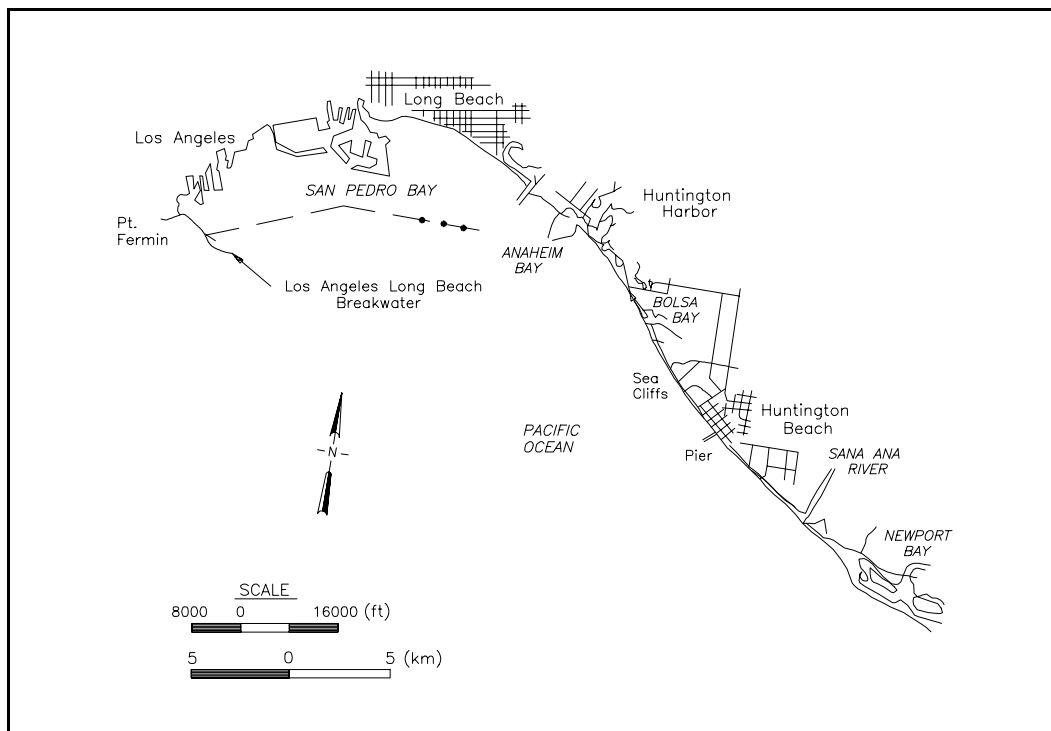 Long Beach
Los Angeles
SAN PEDRO BAY
Huntington
Harbor
Pt.
Fermin
ANAHEIM
BAY
Los Angeles Long Beach
Breakwater
BOLSA
BAY
Sea
Cliffs
Huntington
Beach
PACIFIC
OCEAN
Pier
SANA ANA
RIVER
N
NEWPORT
BAY
SCALE
8000 0 16000 (ft)
5 0 5 (km)